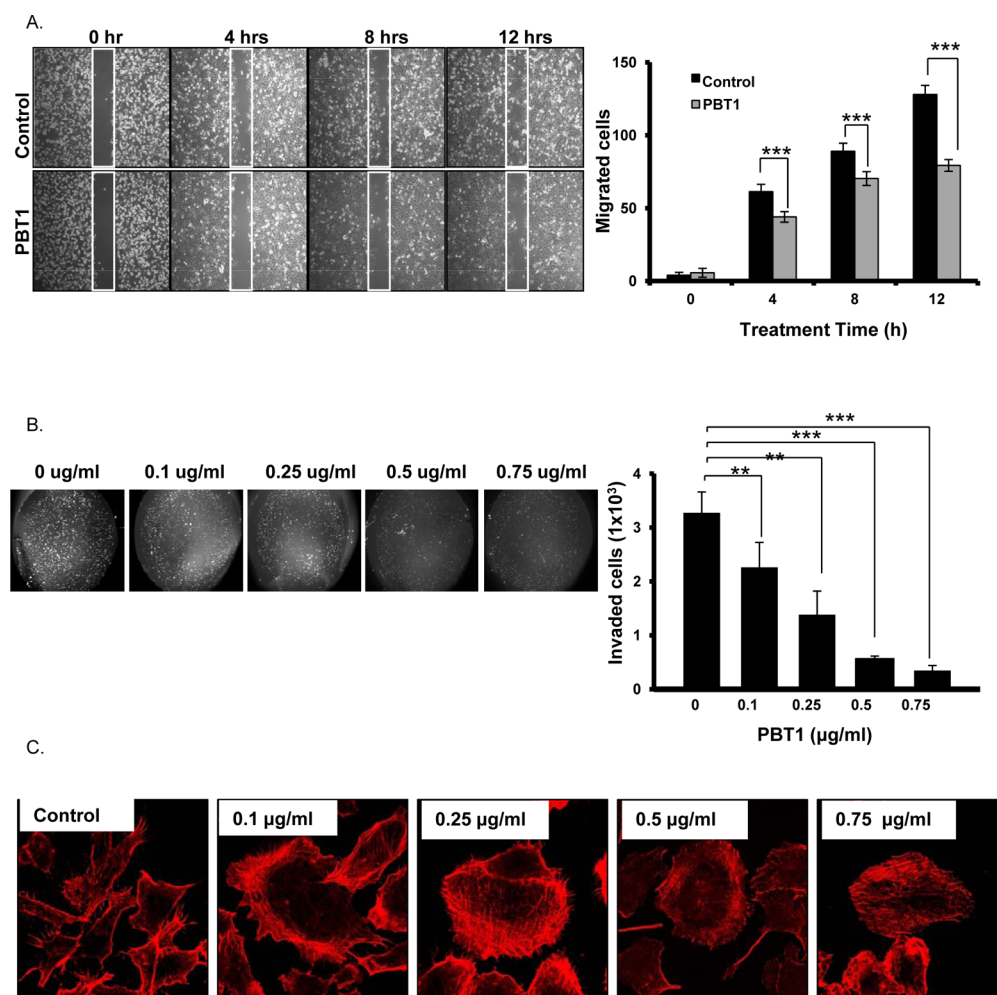 A.
0 hr 4 hrs 8 hrs 12 hrs
Control
PBT1
150
100
50
0
Migrated cells
Control
PBT1
***
***
***
0 4 8 12
Treatment Time (h)
B.
0 ug/ml 0.1 ug/ml 0.25 ug/ml 0.5 ug/ml 0.75 ug/ml
***
***
**
**
4
3
2
1
0
Invaded cells (1x10³)
0 0.1 0.25 0.5 0.75
PBT1 (µg/ml)
C.
Control 0.1 µg/ml 0.25 µg/ml 0.5 µg/ml 0.75 µg/ml